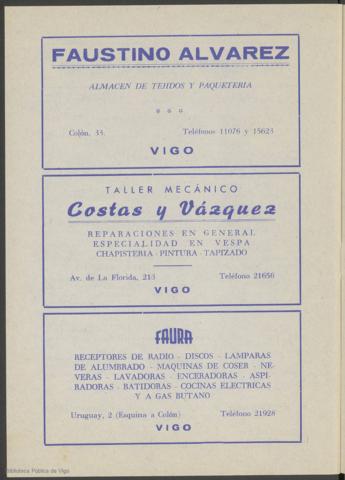 FAUSTINO ALVAREZ
ALMACEN DE TEJIDOS Y PAQUETERIA
Colón, 33. Teléfonos 11076 y 15623
VIGO
TALLER MECÁNICO
Costas y Vázquez
REPARACIONES EN GENERAL
ESPECIALIDAD EN VESPA
CHAPISTERIA - PINTURA - TAPIZADO
Av. de La Florida, 213 Teléfono 21656
VIGO
FAURA
RECEPTORES DE RADIO - DISCOS - LAMPARAS
DE ALUMBRADO - MAQUINAS DE COSER - NE-
VERAS - LAVADORAS - ENCERADORAS - ASPI-
RADORAS - BATIDORAS - COCINAS ELECTRICAS
Y A GAS BUTANO
Uruguay, 2 (Esquina a Colón) Teléfono 21928
VIGO
Biblioteca Pública de Vigo